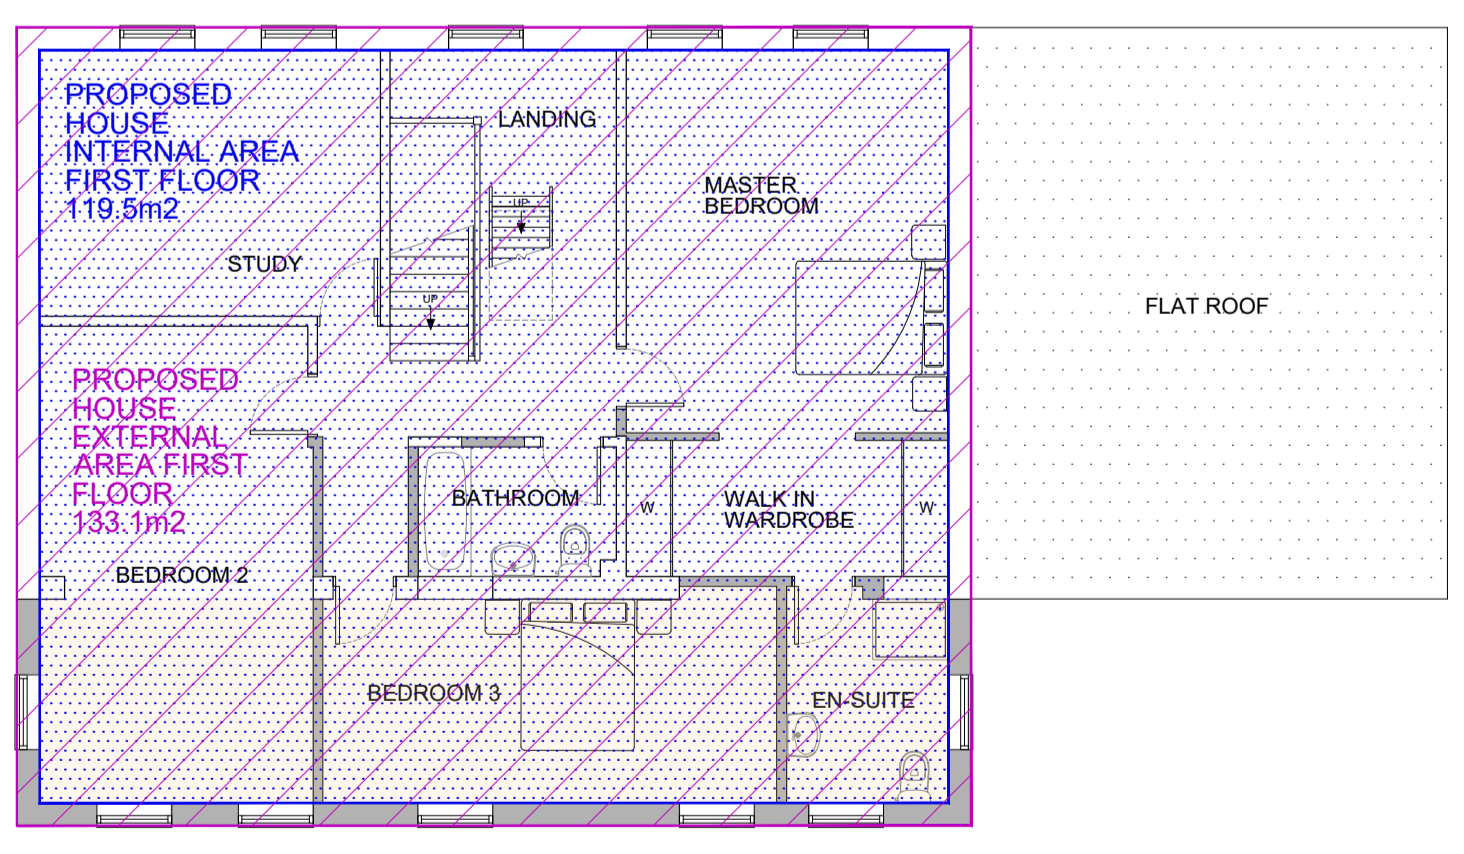 PROPOSED
HOUSE
INTERNAL AREA
FIRST FLOOR
119.5m2
LANDING
MASTER
BEDROOM
UP
STUDY
UP
FLAT ROOF
PROPOSED
HOUSE
EXTERNAL
AREA FIRST
FLOOR
133.1m2
BATHROOM
W
WALK IN
WARDROBE
W
BEDROOM 2
BEDROOM 3
EN-SUITE